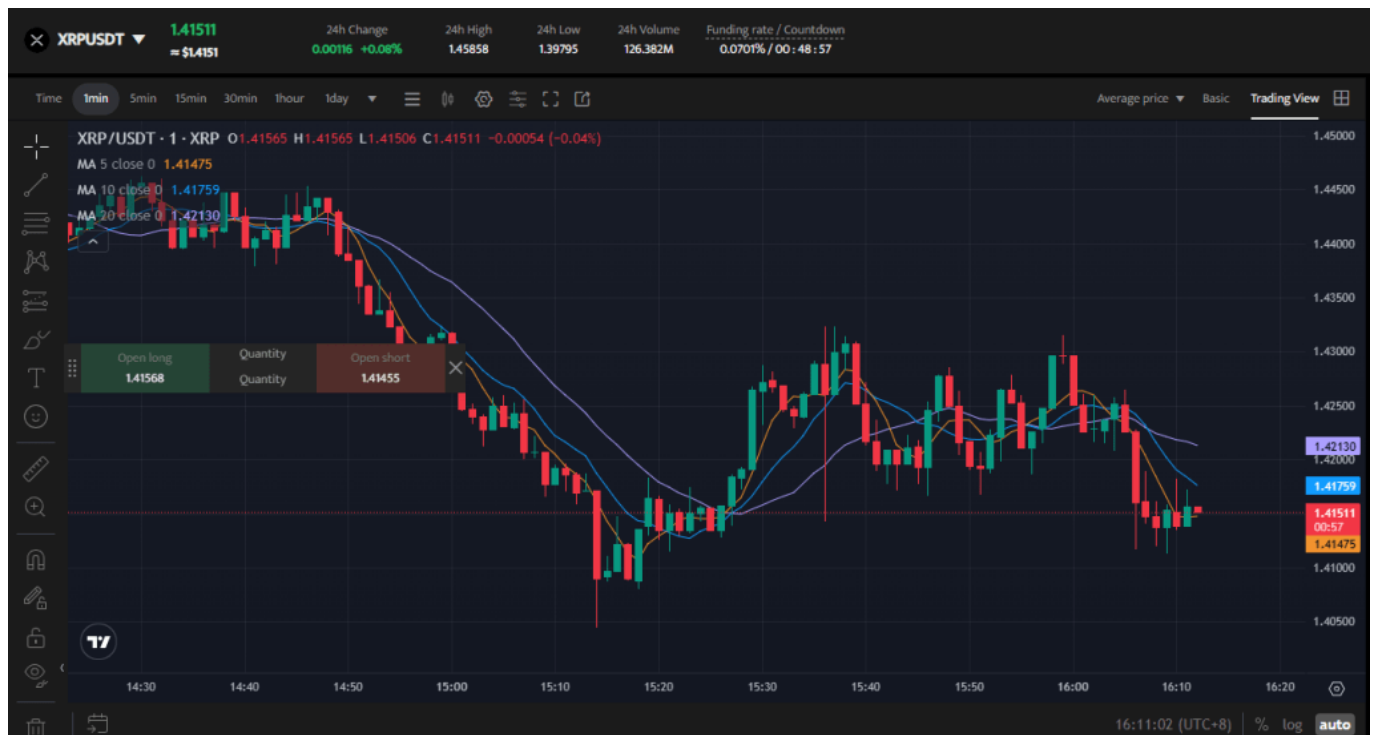 XRPUSDT
1.41511
≈ $1.4151
24h Change
0.00116 +0.08%
24h High
1.45858
24h Low
1.39795
24h Volume
126.382M
Funding rate / Countdown
0.0701% / 00 : 48 : 57
Time 1min 5min 15min 30min 1hour 1day
Average price Basic Trading View
XRP/USDT · 1 · XRP O1.41565 H1.41565 L1.41506 C1.41511 -0.00054 (-0.04%)
MA 5 close 0 1.41475
MA 10 close 0 1.41759
MA 20 close 0 1.42130
Open long
1.41568
Quantity
Quantity
Open short
1.41455
1.45000
1.44500
1.44000
1.43500
1.43000
1.42500
1.42130
1.42000
1.41759
1.41511
00:57
1.41475
1.41000
1.40500
14:30 14:40 14:50 15:00 15:10 15:20 15:30 15:40 15:50 16:00 16:10 16:20
16:11:02 (UTC+8) % log auto